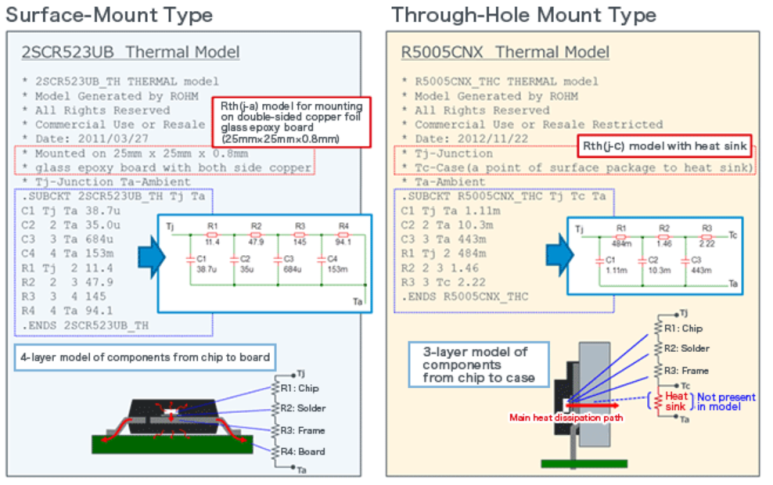 Surface-Mount Type
2SCR523UB Thermal Model
* 2SCR523UB_TH THERMAL model
* Model Generated by ROHM
* All Rights Reserved
* Commercial Use or Resale
* Date: 2011/03/27
* Mounted on 25mm x 25mm x 0.8mm
* glass epoxy board with both side copper
* Tj-Junction Ta-Ambient
Rth(j-a) model for mounting
on double-sided copper foil
glass epoxy board
(25mm×25mm×0.8mm)
.SUBCKT 2SCR523UB_TH Tj Ta
C1 Tj Ta 38.7u
C2 2 Ta 35.0u
C3 3 Ta 684u
C4 4 Ta 153m
R1 Tj 2 11.4
R2 2 3 47.9
R3 3 4 145
R4 4 Ta 94.1
.ENDS 2SCR523UB_TH
Tj
R1 R2 R3 R4
11.4 47.9 145 94.1
C1 C2 C3 C4
38.7u 35u 684u 153m
Ta
4-layer model of components from chip to board
Tj
R1: Chip
R2: Solder
R3: Frame
R4: Board
Ta
Through-Hole Mount Type
R5005CNX Thermal Model
* R5005CNX_THC THERMAL model
* Model Generated by ROHM
* All Rights Reserved
* Commercial Use or Resale Restricted
* Date: 2012/11/22
* Tj-Junction
* Tc-Case(a point of surface package to heat sink)
* Ta-Ambient
Rth(j-C) model with heat sink
.SUBCKT R5005CNX_THC Tj Tc Ta
C1 Tj Ta 1.11m
C2 2 Ta 10.3m
C3 3 Ta 443m
R1 Tj 2 484m
R2 2 3 1.46
R3 3 Tc 2.22
.ENDS R5005CNX_THC
Tj
R1 R2 R3
484m 1.46 2.22
Tc
C1 C2 C3
1.11m 10.3m 443m
Ta
3-layer model of
components
from chip to case
Tj
R1: Chip
R2: Solder
R3: Frame
Tc
Heat
sink
Not present
in model
Ta
Main heat dissipation path